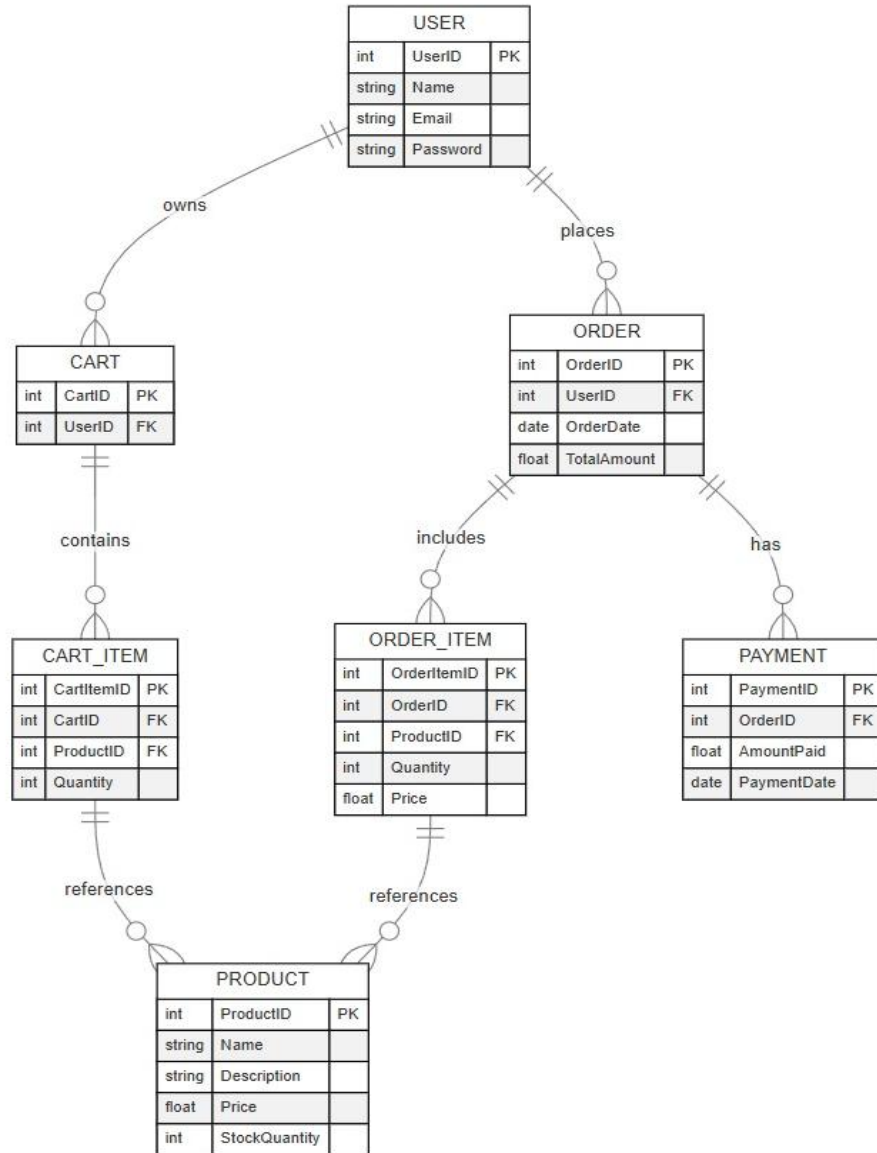 USER
int UserID PK
string Name
string Email
string Password
owns
places
CART
int CartID PK
int UserID FK
ORDER
int OrderID PK
int UserID FK
date OrderDate
float TotalAmount
contains
includes
has
CART_ITEM
int CartItemID PK
int CartID FK
int ProductID FK
int Quantity
ORDER_ITEM
int OrderItemID PK
int OrderID FK
int ProductID FK
int Quantity
float Price
PAYMENT
int PaymentID PK
int OrderID FK
float AmountPaid
date PaymentDate
references
references
PRODUCT
int ProductID PK
string Name
string Description
float Price
int StockQuantity